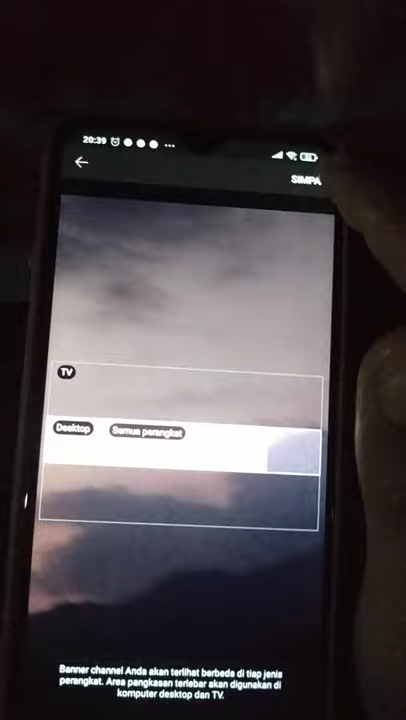 20:39
SIMPA
TV
Desktop
Semua perangkat
Banner channel Anda akan terlihat berbeda di tiap jenis
perangkat. Area pangkasan terlebar akan digunakan di
komputer desktop dan TV.